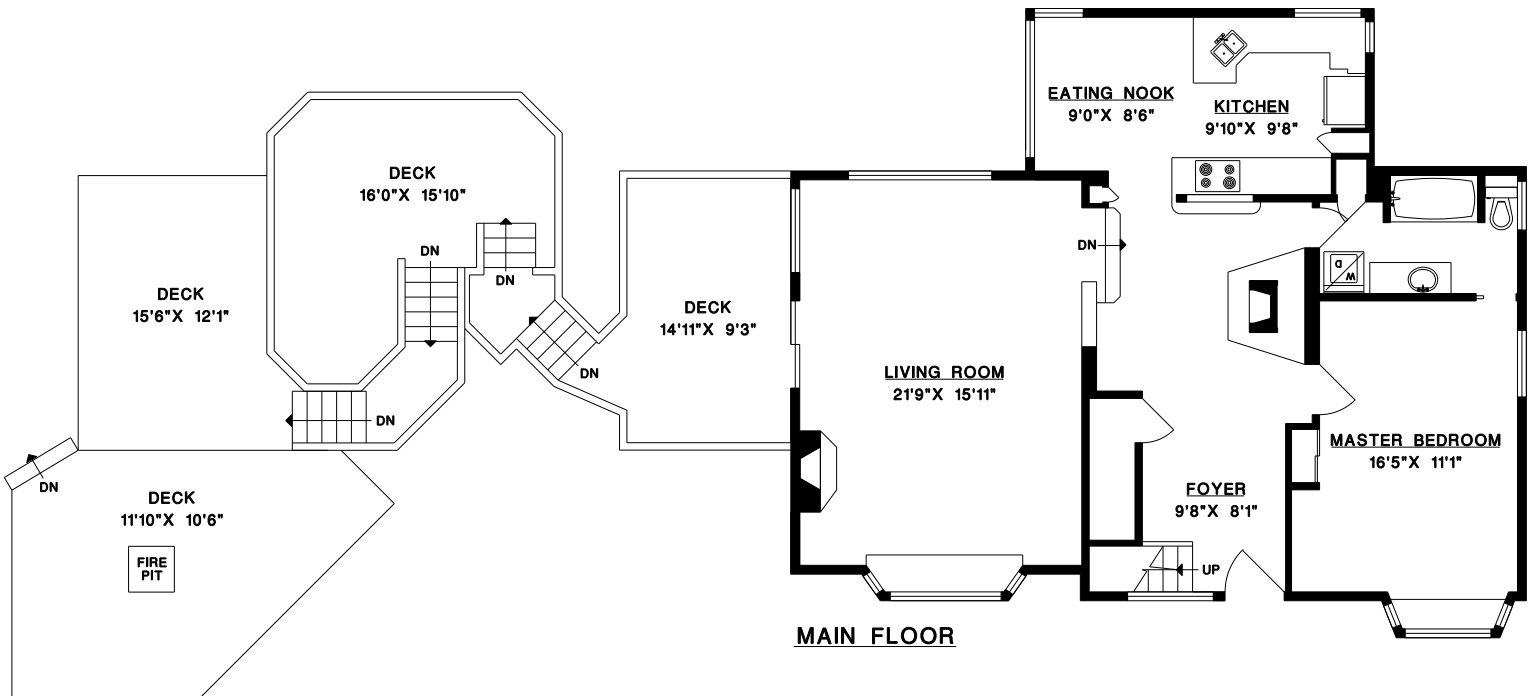 EATING NOOK
9'0"X 8'6"
KITCHEN
9'10"X 9'8"
DECK
16'0"X 15'10"
DN
DN
DN
DECK
15'6"X 12'1"
DECK
14'11"X 9'3"
DN
DN
DN
LIVING ROOM
21'9"X 15'11"
W
D
MASTER BEDROOM
16'5"X 11'1"
FOYER
9'8"X 8'1"
DECK
11'10"X 10'6"
FIRE
PIT
UP
MAIN FLOOR